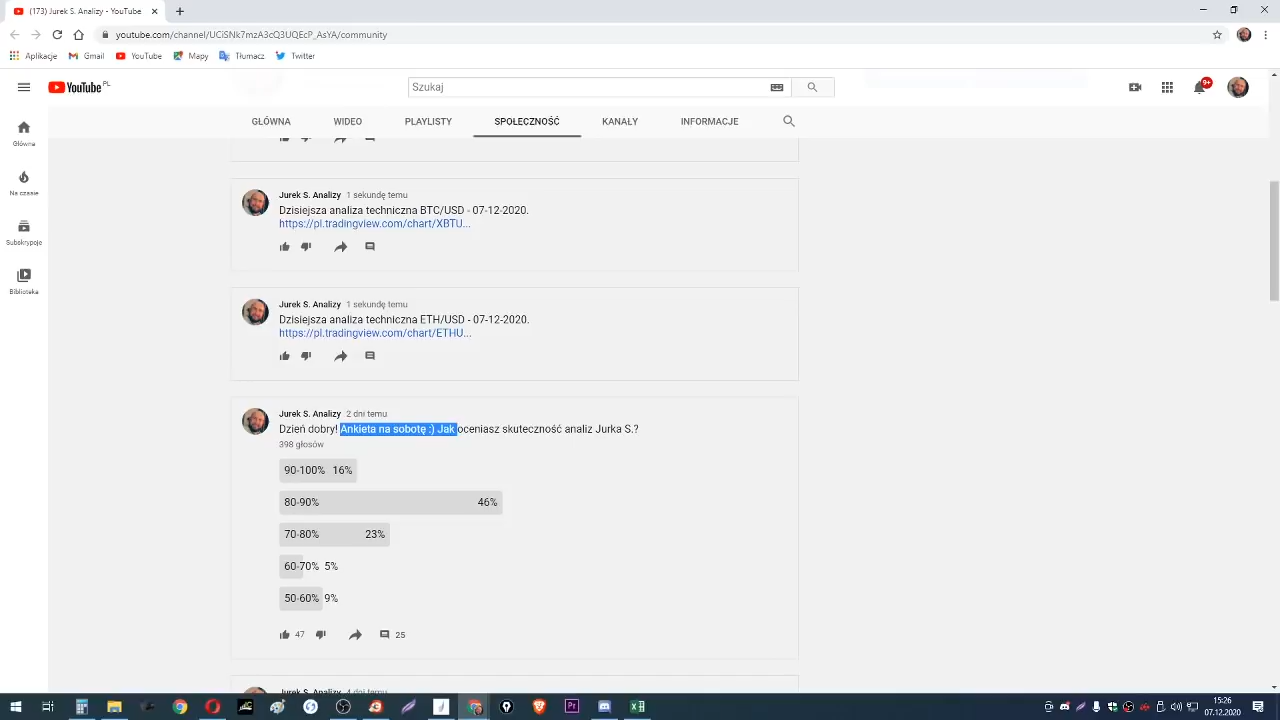 (173) Jurek S. Analizy - YouTube
youtube.com/channel/UCiSNk7mzA3cQ3UQEcP_AsYA/community
Aplikacje Gmail YouTube Mapy Tłumacz Twitter
YouTube PL
Szukaj
9+
GŁÓWNA WIDEO PLAYLISTY SPOŁECZNOŚĆ KANAŁY INFORMACJE
Główna
Na czasie
Subskrypcje
Biblioteka
Jurek S. Analizy 1 sekundę temu
Dzisiejsza analiza techniczna BTC/USD - 07-12-2020.
https://pl.tradingview.com/chart/XBTU...
Jurek S. Analizy 1 sekundę temu
Dzisiejsza analiza techniczna ETH/USD - 07-12-2020.
https://pl.tradingview.com/chart/ETHU...
Jurek S. Analizy 2 dni temu
Dzień dobry! Ankieta na sobotę :) Jak oceniasz skuteczność analiz Jurka S.?
398 głosów
90-100% 16%
80-90% 46%
70-80% 23%
60-70% 5%
50-60% 9%
47 25
Jurek S. Analizy 4 dni temu
15:26
07.12.2020